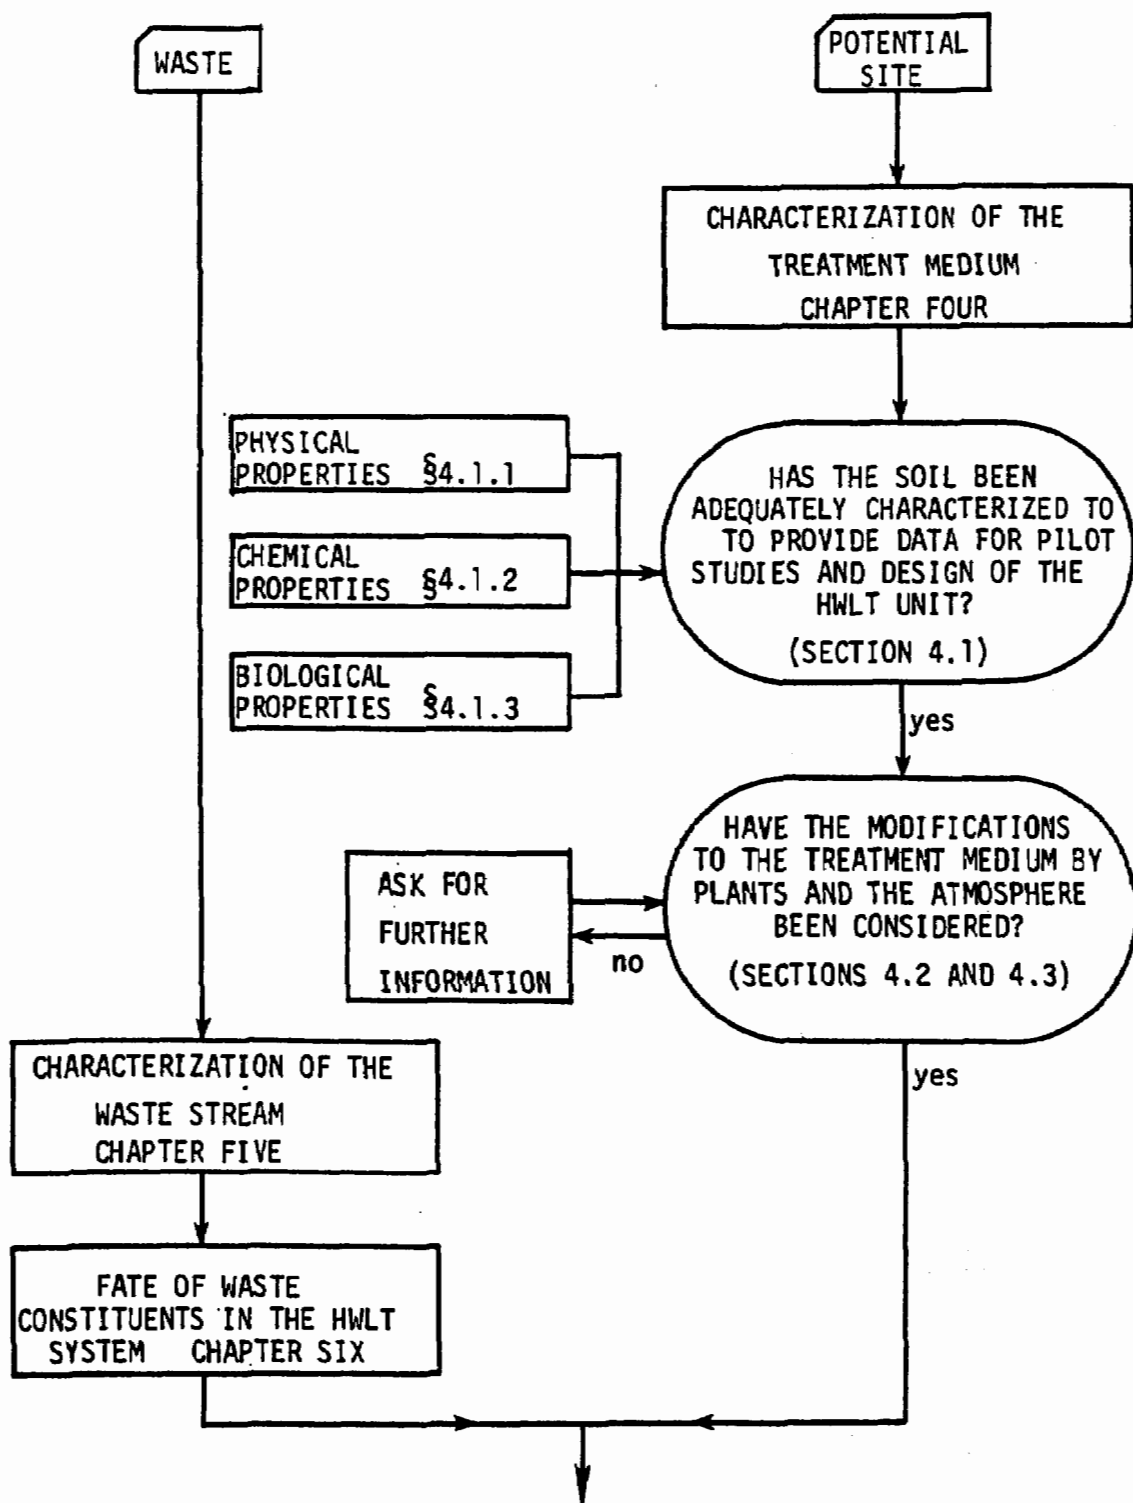 WASTE
POTENTIAL
SITE
CHARACTERIZATION OF THE
TREATMENT MEDIUM
CHAPTER FOUR
PHYSICAL
PROPERTIES §4.1.1
CHEMICAL
PROPERTIES §4.1.2
BIOLOGICAL
PROPERTIES §4.1.3
HAS THE SOIL BEEN
ADEQUATELY CHARACTERIZED TO
TO PROVIDE DATA FOR PILOT
STUDIES AND DESIGN OF THE
HWLT UNIT?
(SECTION 4.1)
yes
HAVE THE MODIFICATIONS
TO THE TREATMENT MEDIUM BY
PLANTS AND THE ATMOSPHERE
BEEN CONSIDERED?
(SECTIONS 4.2 AND 4.3)
ASK FOR
FURTHER
INFORMATION
no
yes
CHARACTERIZATION OF THE
WASTE STREAM
CHAPTER FIVE
FATE OF WASTE
CONSTITUENTS IN THE HWLT
SYSTEM CHAPTER SIX